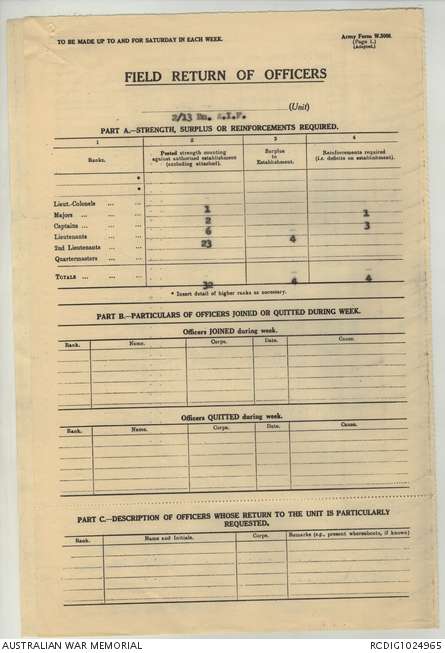 TO BE MADE UP TO AND FOR SATURDAY IN EACH WEEK.
Army Form W.3008.
(Page 1.)
(Adapted.)
FIELD RETURN OF OFFICERS
2/13 Bn. A.I.F. (Unit)
PART A.—STRENGTH, SURPLUS OR REINFORCEMENTS REQUIRED.
1 2 3 4
Ranks. Posted strength counting against authorised establishment (excluding attached). Surplus to Establishment. Reinforcements required (i.e. deficits on establishment).
*
*
Lieut.-Colonels ... ... 1
Majors ... ... ... 2 1
Captains ... ... ... 6 3
Lieutenants ... ... 23 4
2nd Lieutenants ... ...
Quartermasters ... ...
TOTALS ... ... ... 32 4 4
* Insert detail of higher ranks as necessary.
PART B.—PARTICULARS OF OFFICERS JOINED OR QUITTED DURING WEEK.
Officers JOINED during week.
Rank. Name. Corps. Date. Cause.
Officers QUITTED during week.
Rank. Name. Corps. Date. Cause.
PART C.—DESCRIPTION OF OFFICERS WHOSE RETURN TO THE UNIT IS PARTICULARLY
REQUESTED.
Rank. Name and Initials. Corps. Remarks (e.g., present whereabouts, if known)
AUSTRALIAN WAR MEMORIAL RCDIG1024965